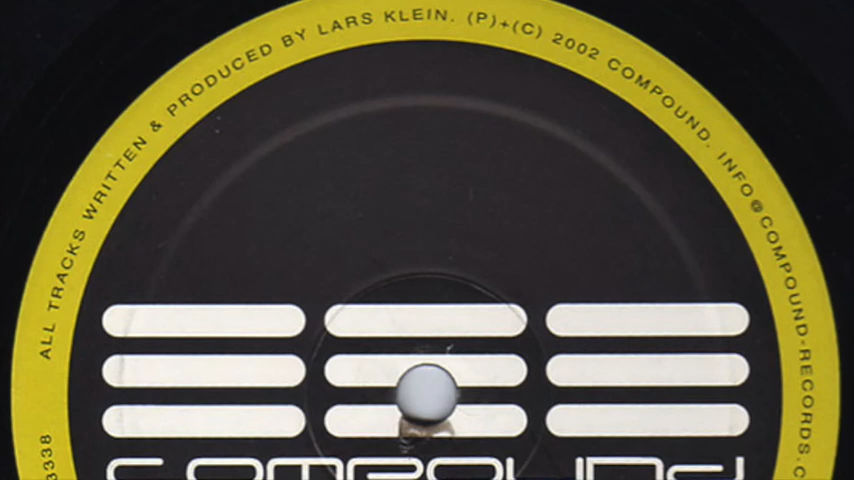 3338
ALL TRACKS WRITTEN & PRODUCED BY LARS KLEIN. (P)+(C) 2002 COMPOUND. INFO@COMPOUND-RECORDS.C
COMPOUND